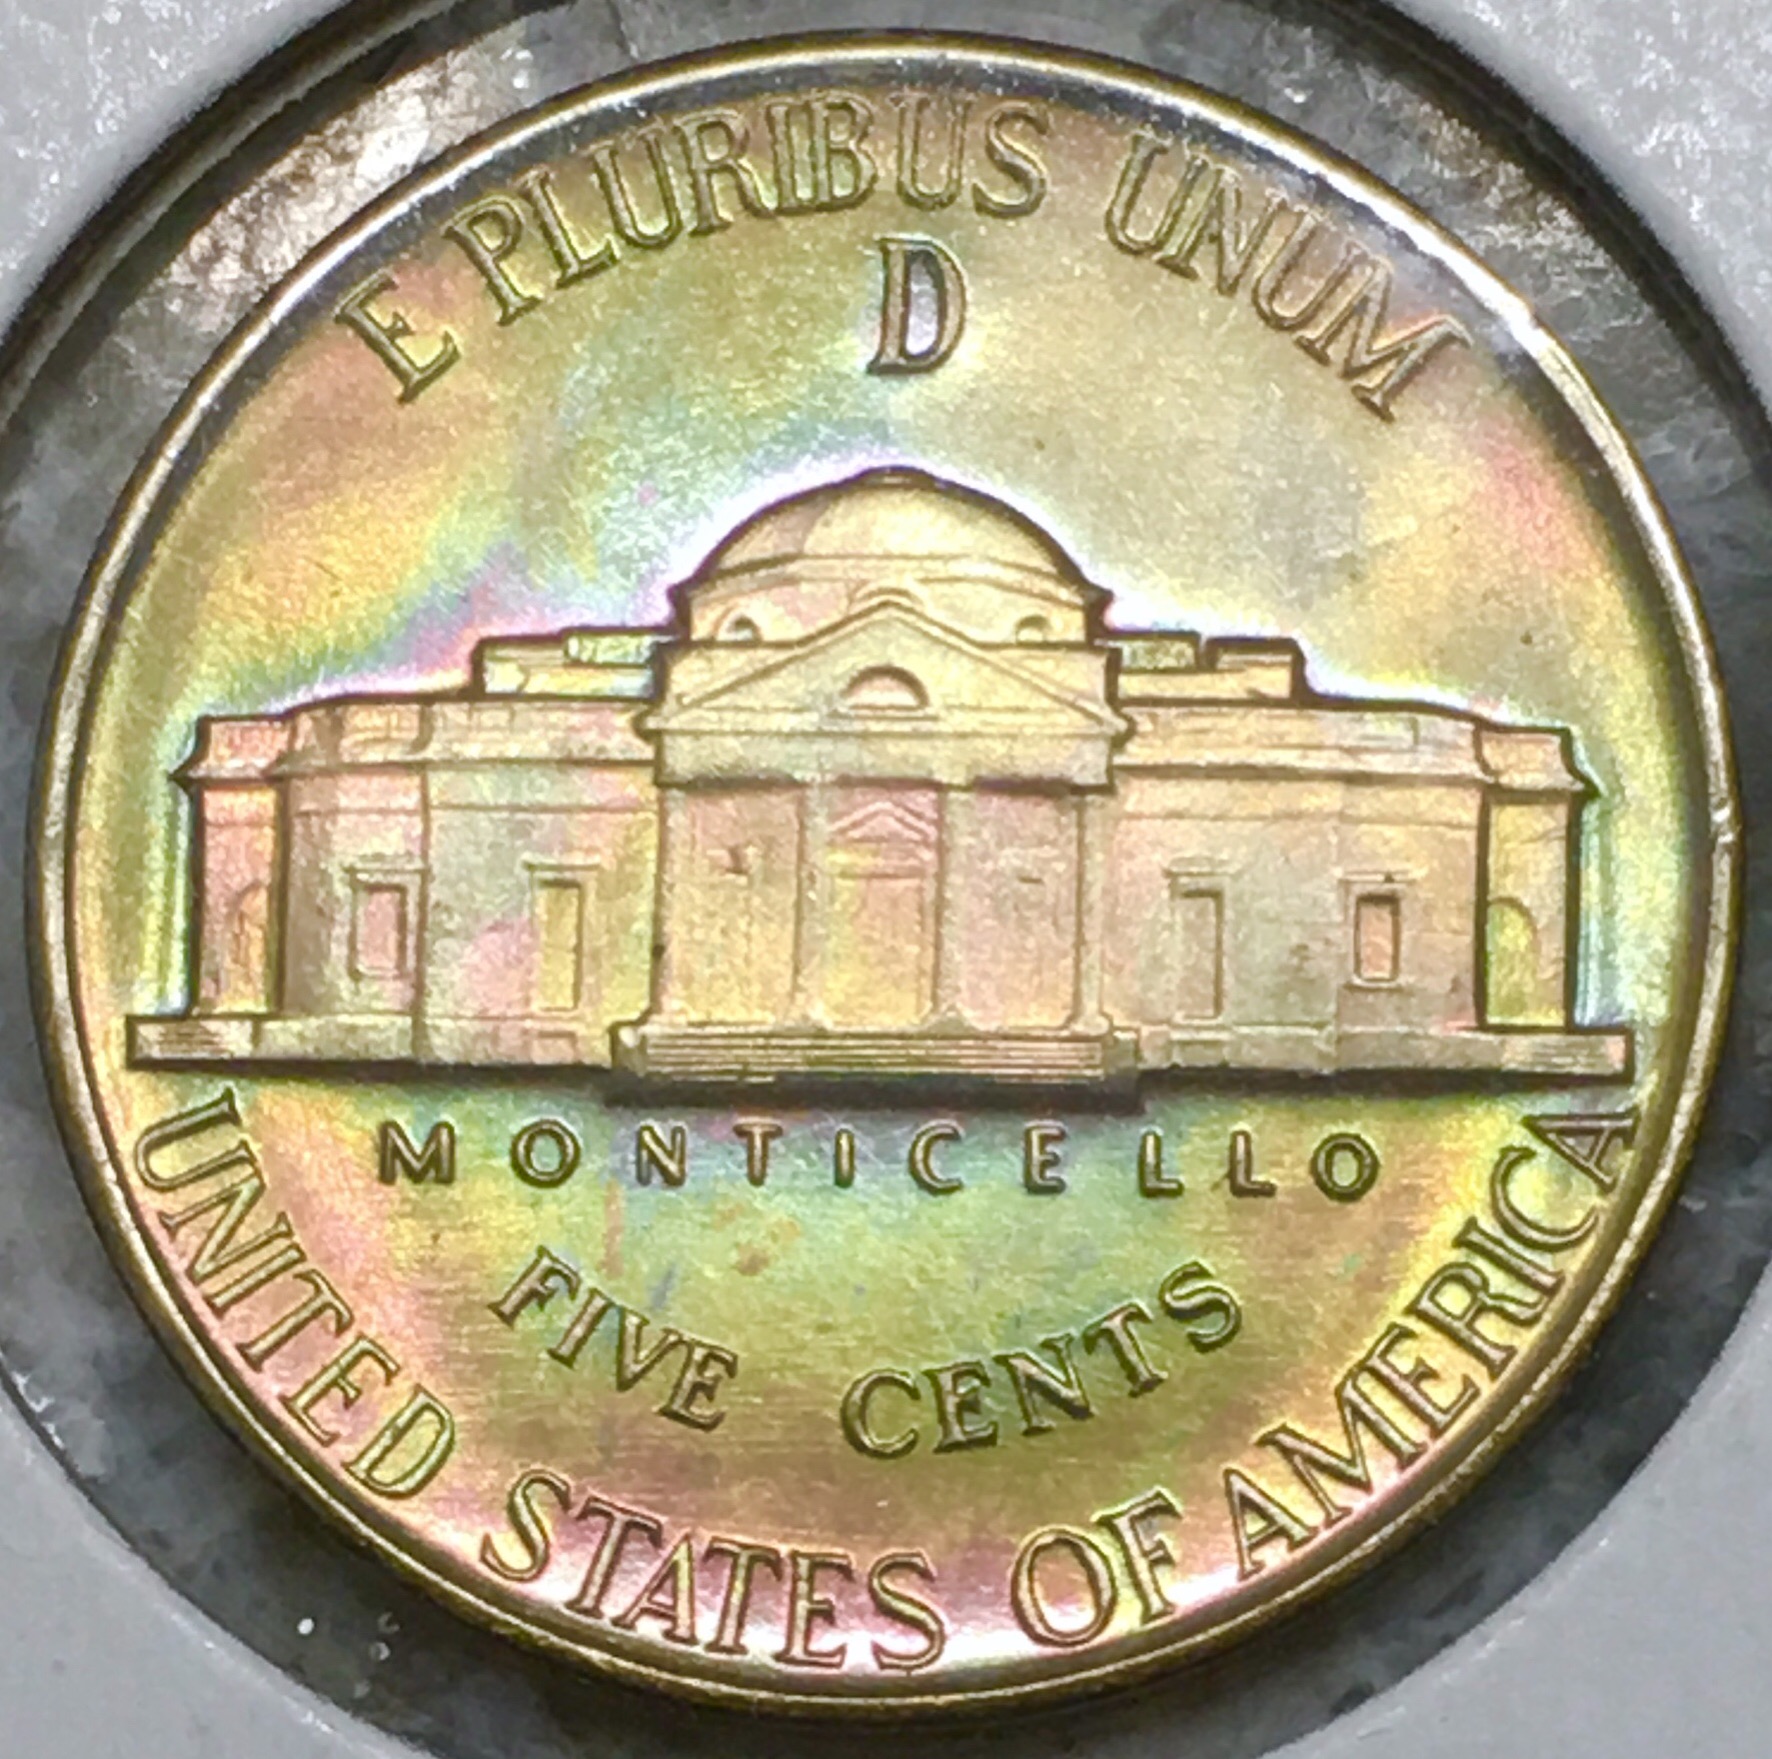 E PLURIBUS UNUM
D
MONTICELLO
FIVE CENTS
UNITED STATES OF AMERICA